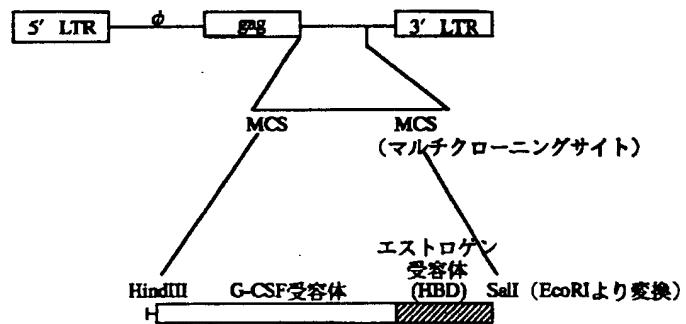 5′ LTR
φ
gag
3′ LTR
MCS
MCS
(マルチクローニングサイト)
エストロゲン
受容体
(HBD)
HindIII
G-CSF受容体
SalI (EcoRIより変換)
H